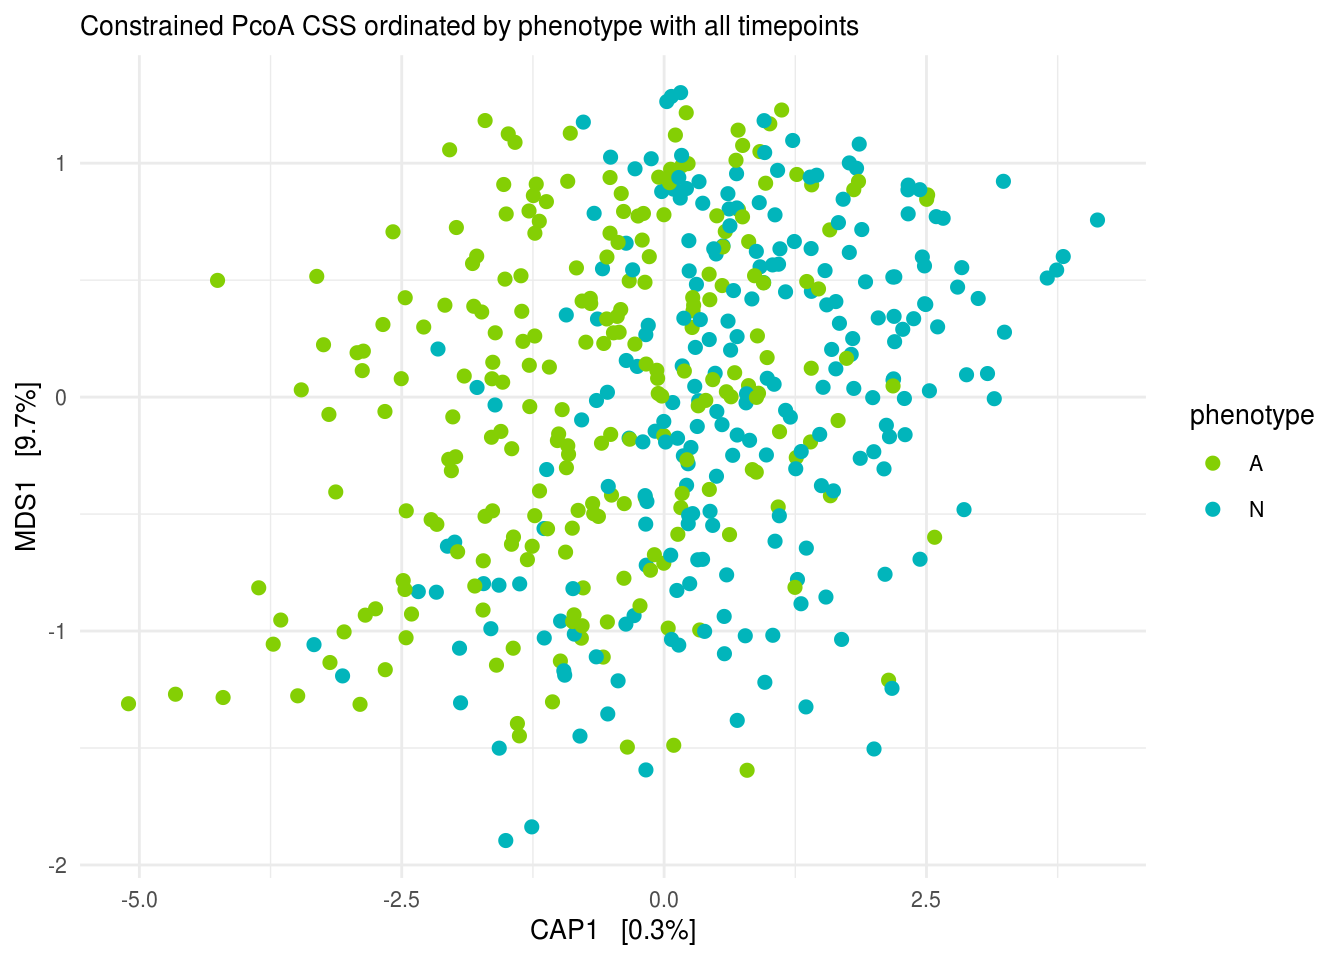 Constrained PcoA CSS ordinated by phenotype with all timepoints
1
0
-1
-2
MDS1 [9.7%]
-5.0 -2.5 0.0 2.5
CAP1 [0.3%]
phenotype
A
N